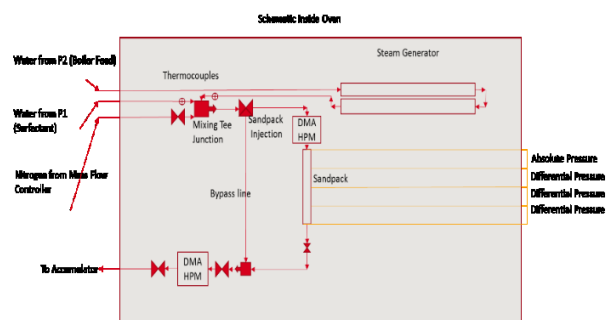 Schematic Inside Oven
Steam Generator
Water from P2 (Boiler Feed)
Thermocouples
Water from P1
(Surfactant)
Mixing Tee
Junction
Sandpack
Injection
DMA
HPM
Nitrogen from Mass Flow
Controller
Bypass line
Sandpack
Absolute Pressure
Differential Pressure
Differential Pressure
Differential Pressure
To Accumulator
DMA
HPM